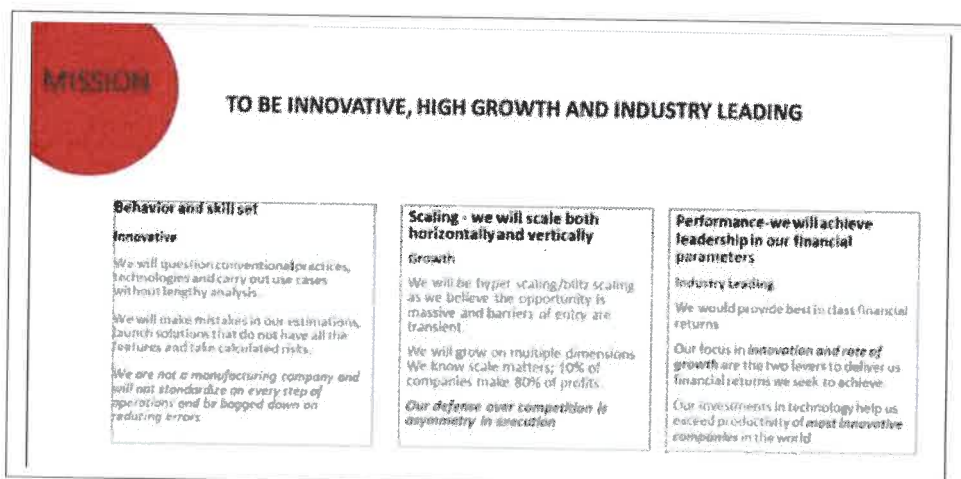 MISSION
TO BE INNOVATIVE, HIGH GROWTH AND INDUSTRY LEADING
Behavior and skill set
Innovative
We will question conventional practices,
technologies and carry out use cases
without lengthy analysis.
We will make mistakes in our estimations,
launch solutions that do not have all the
features and take calculated risks.
We are not a manufacturing company and
will not standardize on every step of
operations and be bogged down on
reducing errors
Scaling - we will scale both
horizontally and vertically
Growth
We will be hyper scaling/blitz scaling
as we believe the opportunity is
massive and barriers of entry are
transient.
We will grow on multiple dimensions
We know scale matters; 10% of
companies make 80% of profits.
Our defense over competition is
asymmetry in execution
Performance-we will achieve
leadership in our financial
parameters
Industry Leading
We would provide best in class financial
returns
Our focus in innovation and rate of
growth are the two levers to deliver us
financial returns we seek to achieve.
Our investments in technology help us
exceed productivity of most innovative
companies in the world